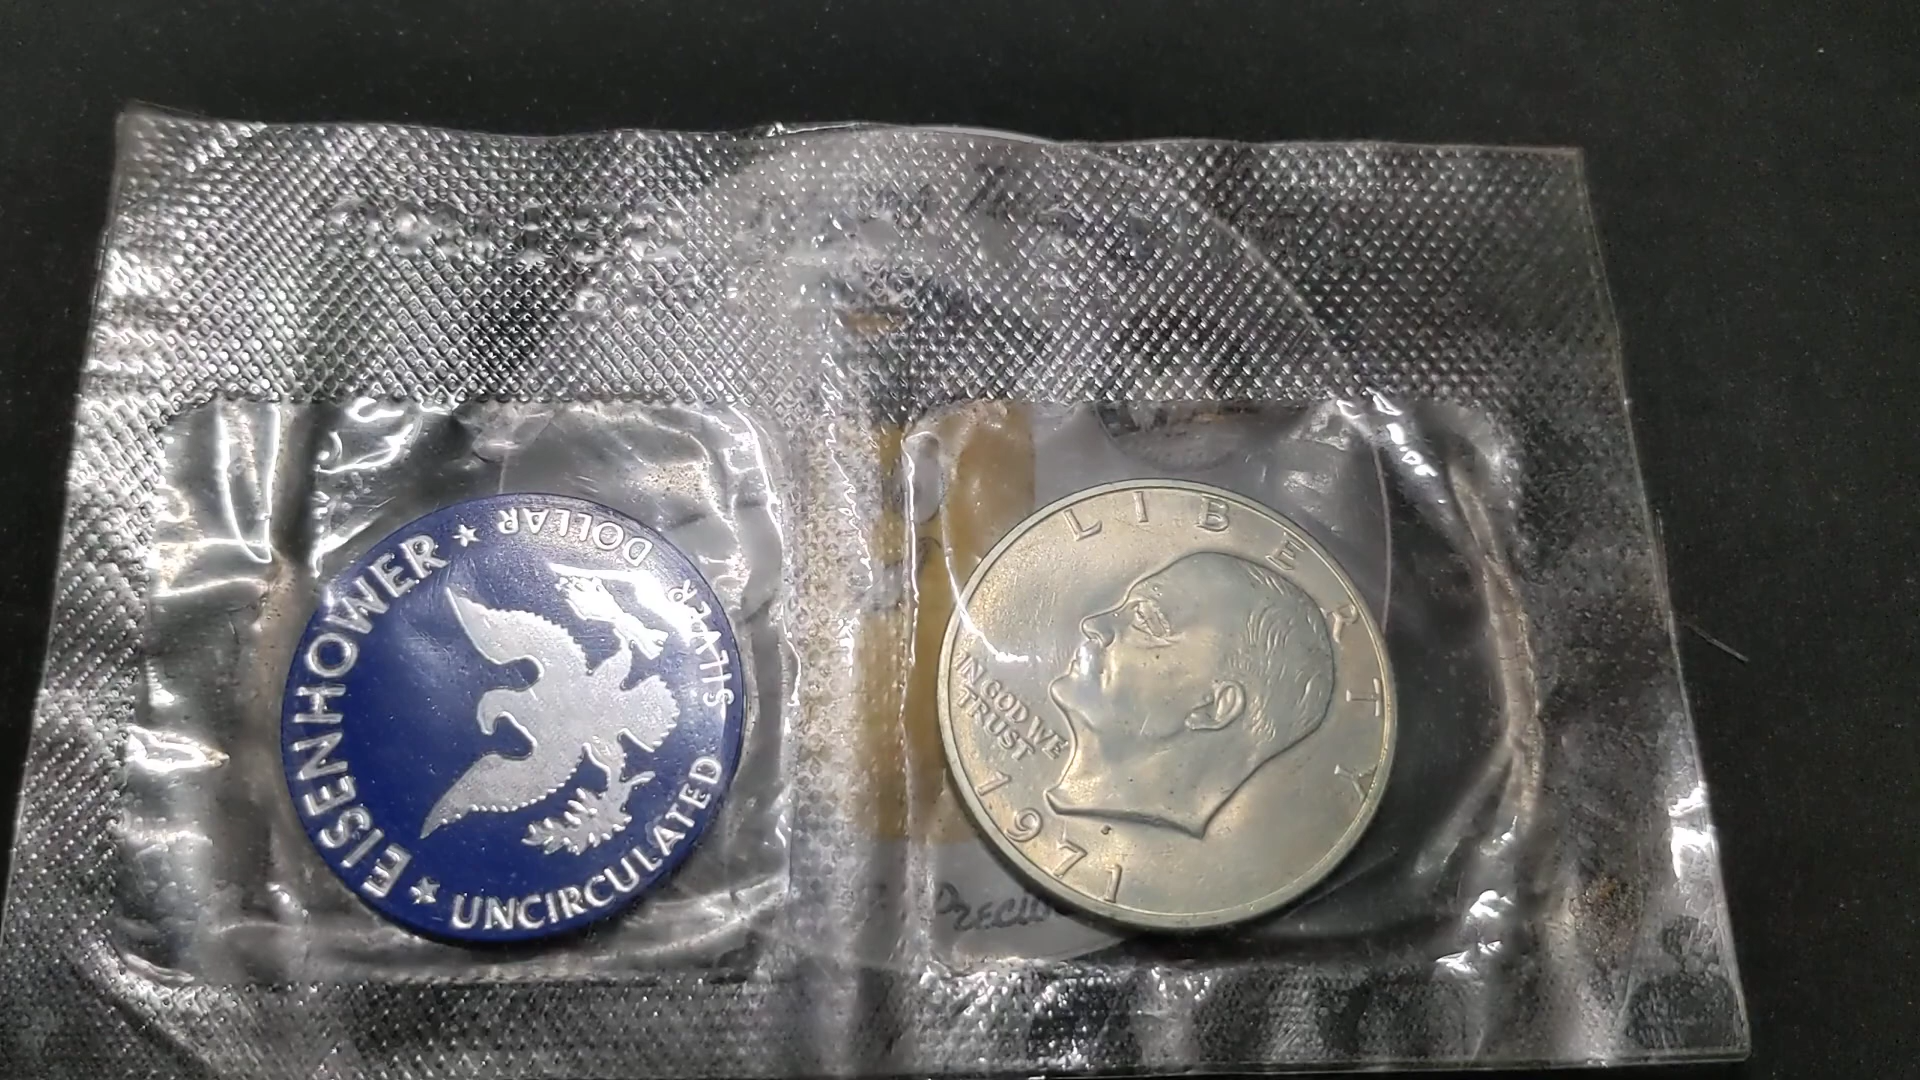 EISENHOWER
★ DOLLAR
SILVER
★ UNCIRCULATED
LIBERTY
IN GOD WE
TRUST
1971